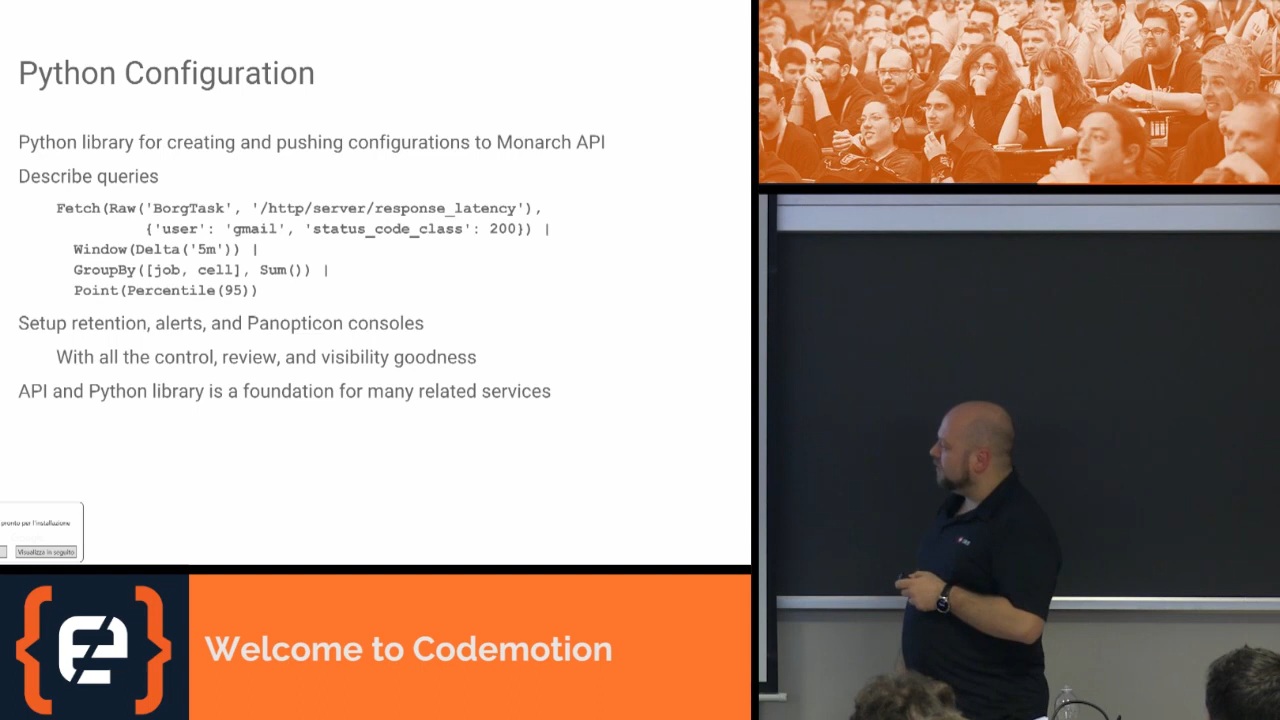 Python Configuration
Python library for creating and pushing configurations to Monarch API
Describe queries
Fetch(Raw('BorgTask', '/http/server/response_latency'),
{'user': 'gmail', 'status_code_class': 200}) |
Window(Delta('5m')) |
GroupBy([job, cell], Sum()) |
Point(Percentile(95))
Setup retention, alerts, and Panopticon consoles
With all the control, review, and visibility goodness
API and Python library is a foundation for many related services
pronto per l'installazione
Visualizza in seguito
Welcome to Codemotion